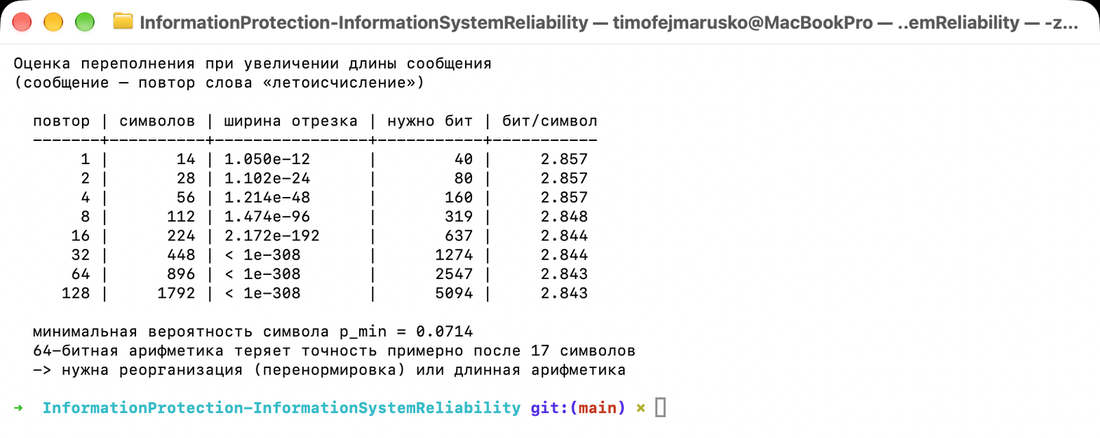 InformationProtection-InformationSystemReliability — timofejmarusko@MacBookPro — ..emReliability — -z...
Оценка переполнения при увеличении длины сообщения
(сообщение — повтор слова «летоисчисление»)
повтор | символов | ширина отрезка | нужно бит | бит/символ
-------+----------+----------------+-----------+-----------
1 | 14 | 1.050e-12 | 40 | 2.857
2 | 28 | 1.102e-24 | 80 | 2.857
4 | 56 | 1.214e-48 | 160 | 2.857
8 | 112 | 1.474e-96 | 319 | 2.848
16 | 224 | 2.172e-192 | 637 | 2.844
32 | 448 | < 1e-308 | 1274 | 2.844
64 | 896 | < 1e-308 | 2547 | 2.843
128 | 1792 | < 1e-308 | 5094 | 2.843
минимальная вероятность символа p_min = 0.0714
64-битная арифметика теряет точность примерно после 17 символов
-> нужна реорганизация (перенормировка) или длинная арифметика
→ InformationProtection-InformationSystemReliability git:(main) ×